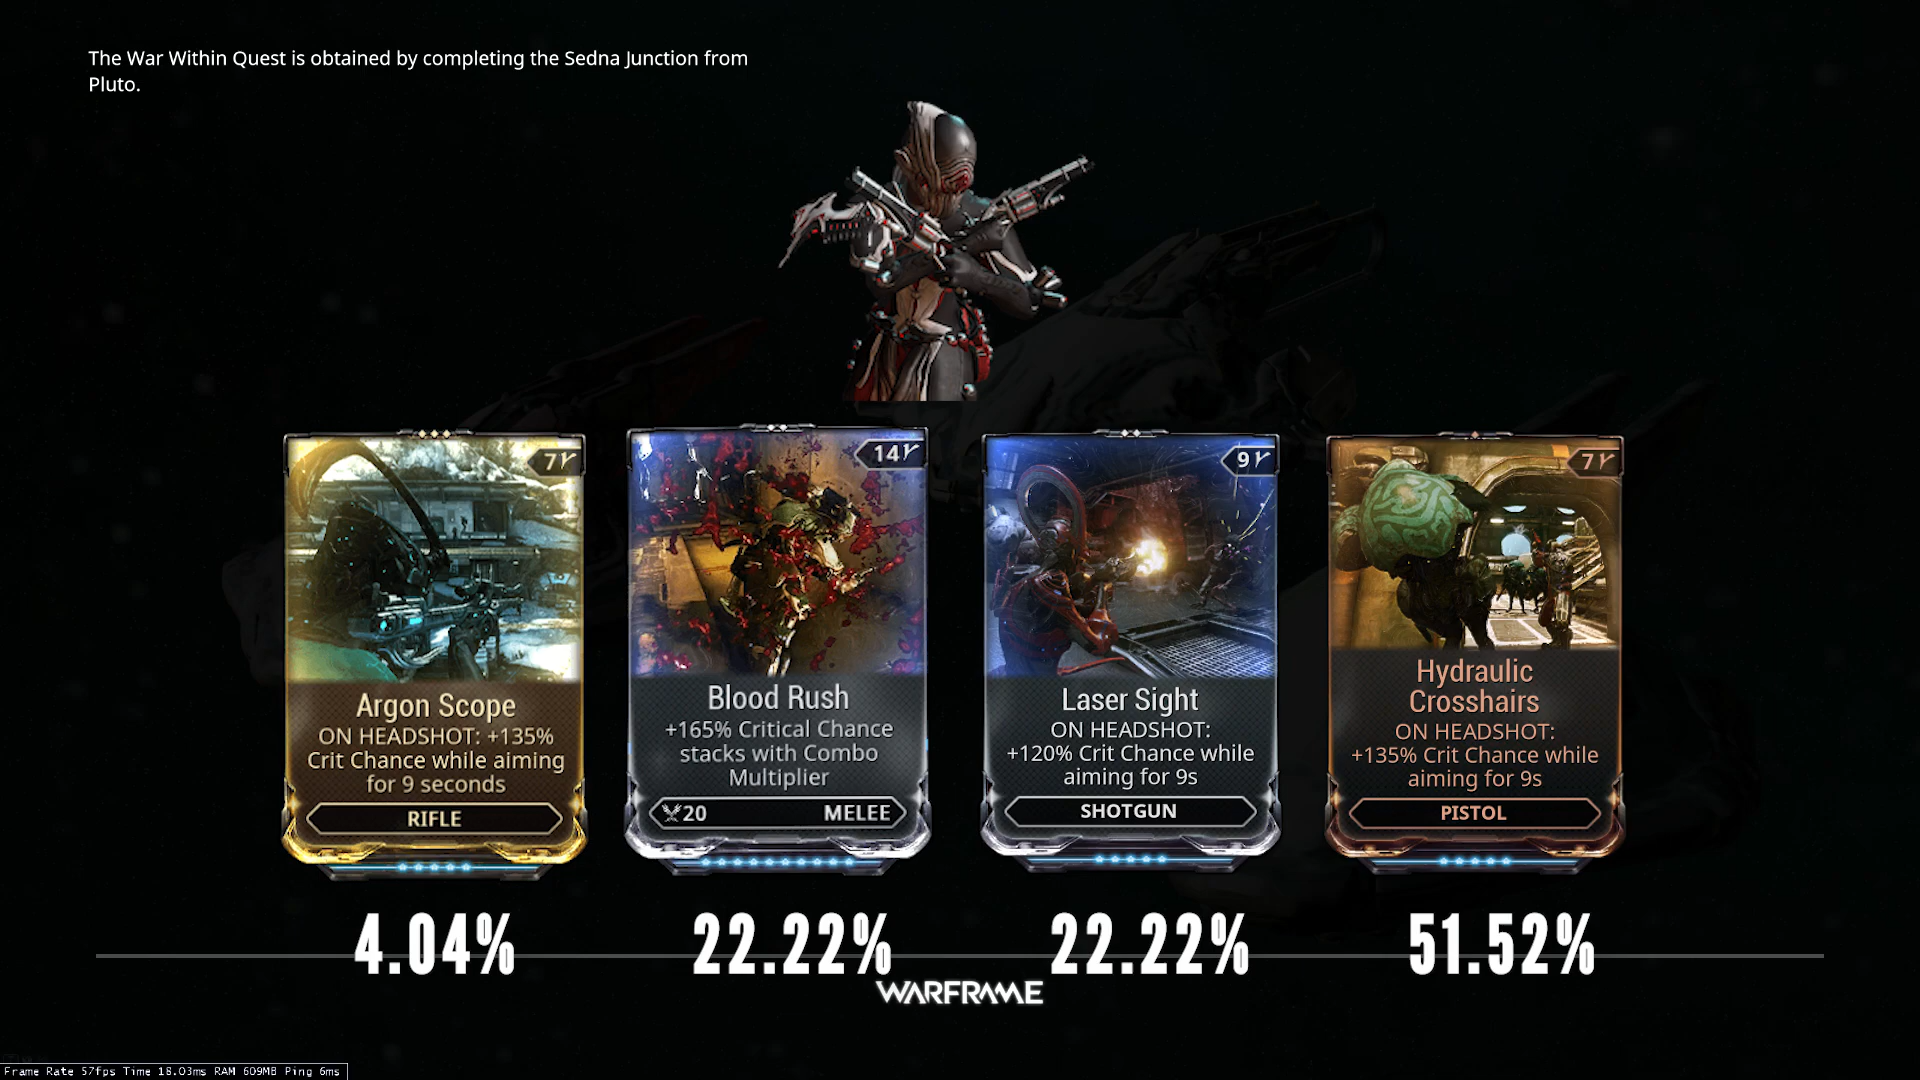 The War Within Quest is obtained by completing the Sedna Junction from
Pluto.
7
Argon Scope
ON HEADSHOT: +135%
Crit Chance while aiming
for 9 seconds
RIFLE
14
Blood Rush
+165% Critical Chance
stacks with Combo
Multiplier
20 MELEE
9
Laser Sight
ON HEADSHOT:
+120% Crit Chance while
aiming for 9s
SHOTGUN
7
Hydraulic
Crosshairs
ON HEADSHOT:
+135% Crit Chance while
aiming for 9s
PISTOL
4.04% 22.22% 22.22% 51.52%
WARFRAME
Frame Rate 57fps Time 18.03ms RAM 609MB Ping 6ms